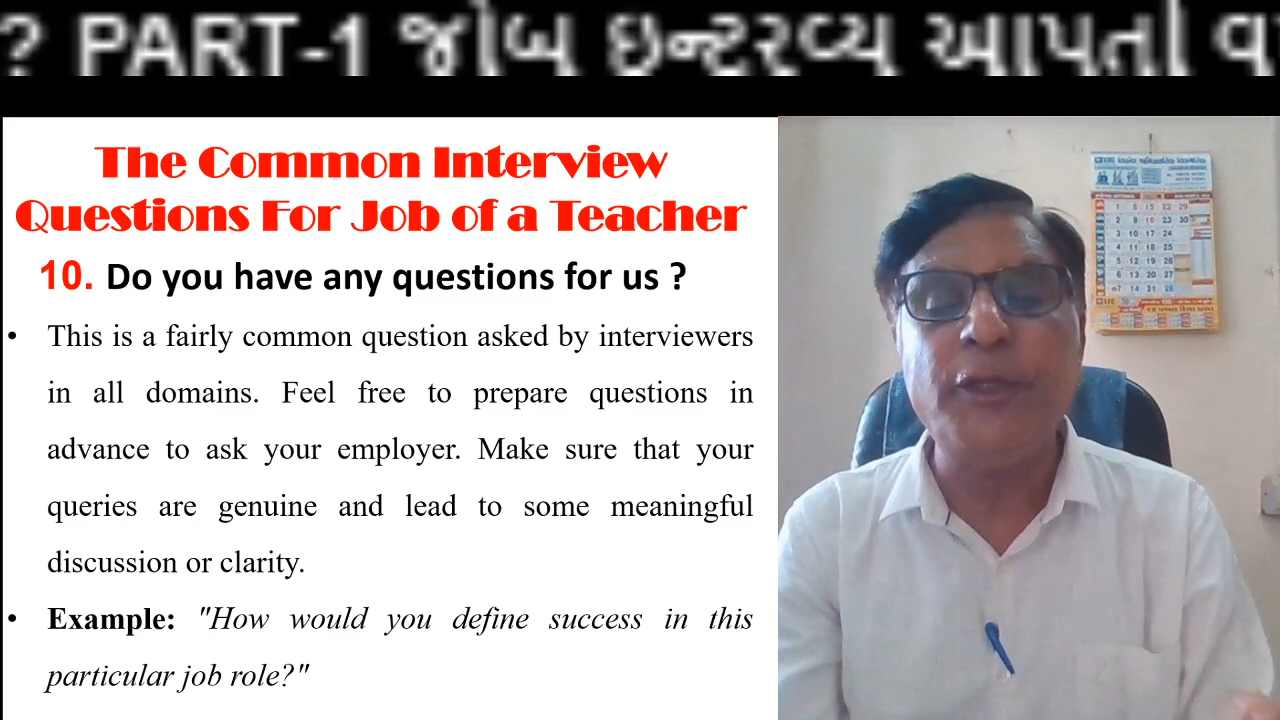 ? PART-1 જોબ ઇન્ટરવ્ય આપતી
The Common Interview
Questions For Job of a Teacher
10. Do you have any questions for us ?
• This is a fairly common question asked by interviewers
in all domains. Feel free to prepare questions in
advance to ask your employer. Make sure that your
queries are genuine and lead to some meaningful
discussion or clarity.
• Example: "How would you define success in this
particular job role?"